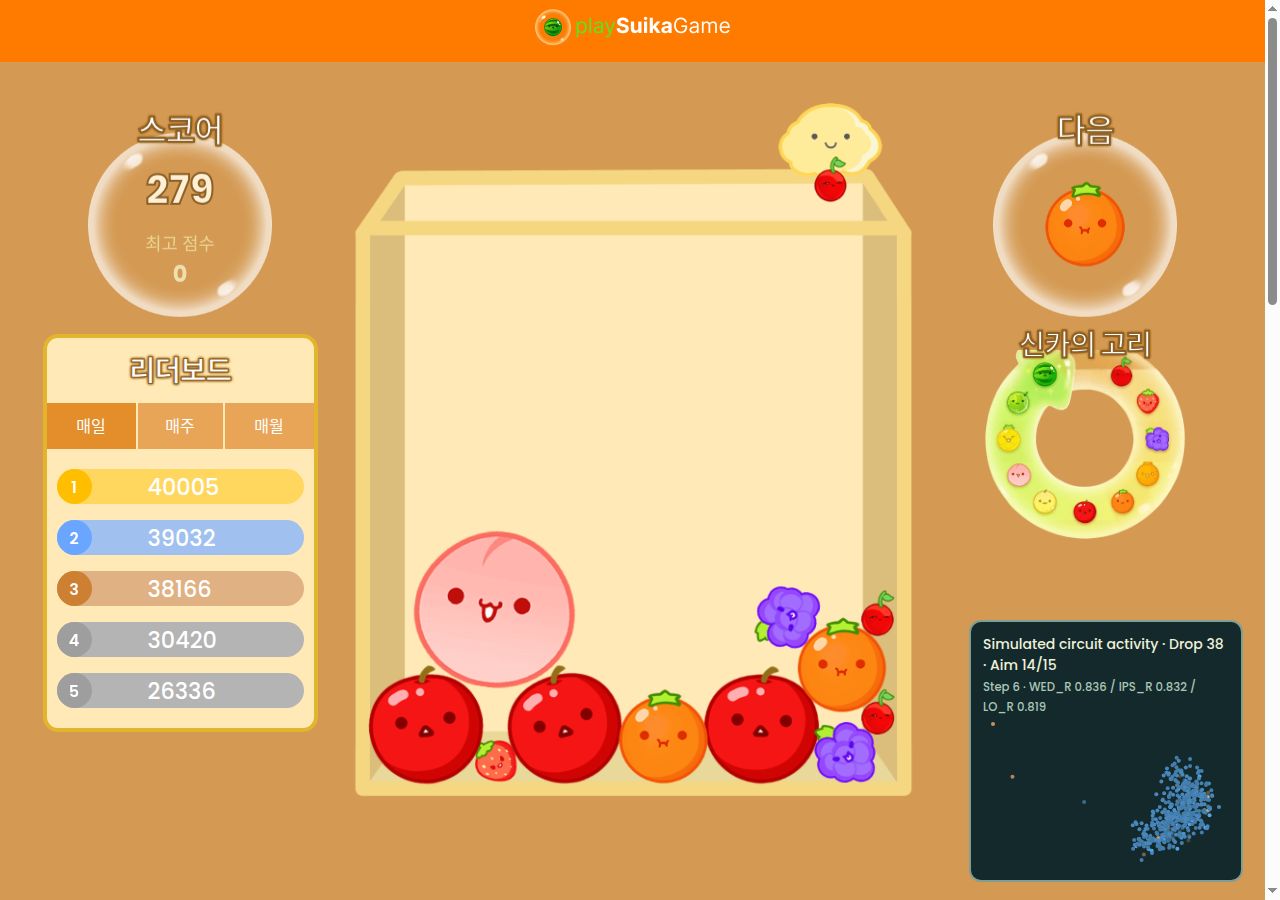 playSuikaGame
스코어
279
최고 점수
0
리더보드
매일 매주 매월
1 40005
2 39032
3 38166
4 30420
5 26336
다음
신카의 고리
Simulated circuit activity · Drop 38
· Aim 14/15
Step 6 · WED_R 0.836 / IPS_R 0.832 /
LO_R 0.819